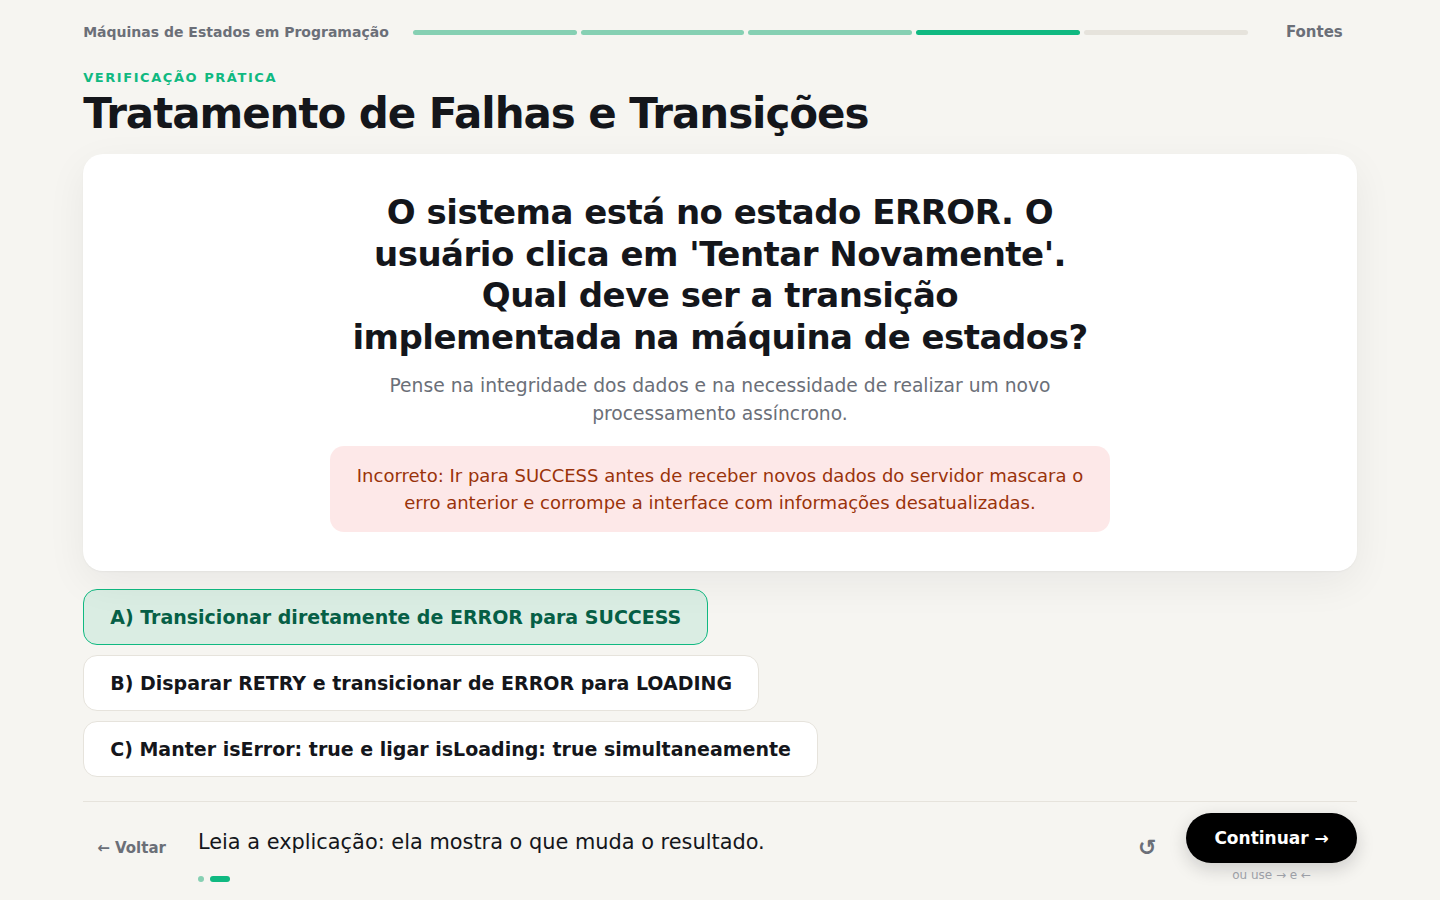 Máquinas de Estados em Programação
Fontes
VERIFICAÇÃO PRÁTICA
Tratamento de Falhas e Transições
O sistema está no estado ERROR. O
usuário clica em 'Tentar Novamente'.
Qual deve ser a transição
implementada na máquina de estados?
Pense na integridade dos dados e na necessidade de realizar um novo
processamento assíncrono.
Incorreto: Ir para SUCCESS antes de receber novos dados do servidor mascara o
erro anterior e corrompe a interface com informações desatualizadas.
A) Transicionar diretamente de ERROR para SUCCESS
B) Disparar RETRY e transicionar de ERROR para LOADING
C) Manter isError: true e ligar isLoading: true simultaneamente
← Voltar
Leia a explicação: ela mostra o que muda o resultado.
↺
Continuar →
ou use → e ←